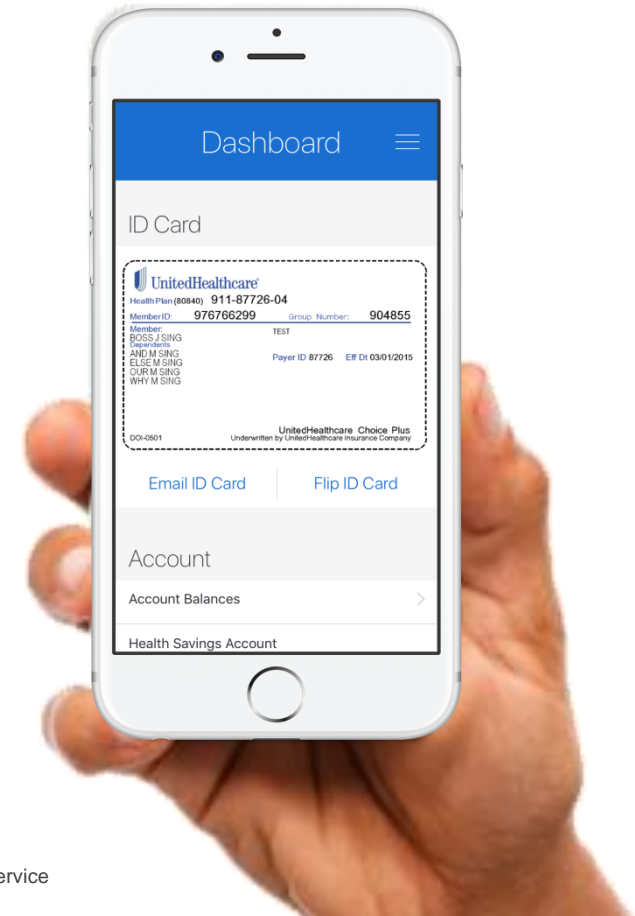 Dashboard
ID Card
UnitedHealthcare®
Health Plan (80840) 911-87726-04
Member ID: 976766299 Group Number: 904855
Member: TEST
BOSS J SING
Dependents
AND M SING Payer ID 87726 Eff Dt 03/01/2015
ELSE M SING
OUR M SING
WHY M SING
UnitedHealthcare Choice Plus
DOI-0501 Underwritten by UnitedHealthcare Insurance Company
Email ID Card Flip ID Card
Account
Account Balances
Health Savings Account
ervice